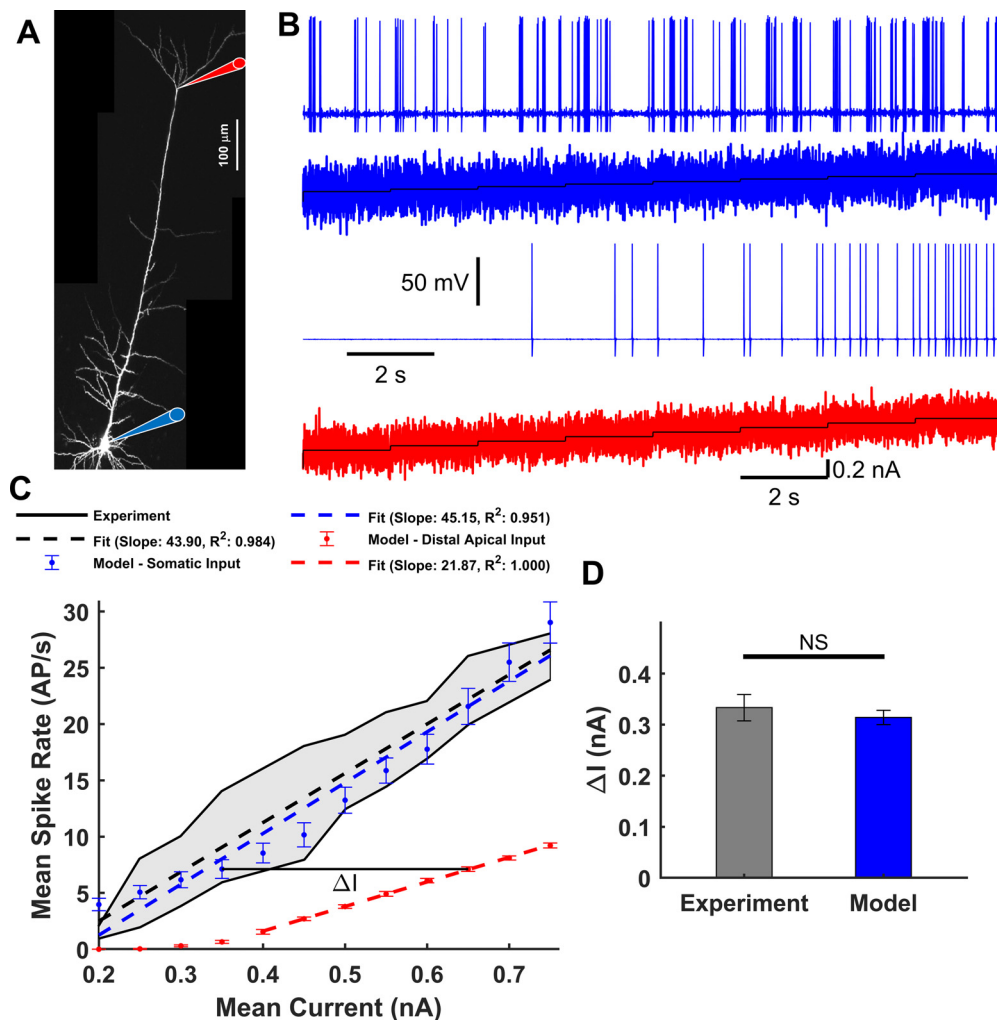 A
100 µm
B
50 mV
2 s
0.2 nA
2 s
C
Experiment
Fit (Slope: 43.90, R²: 0.984)
Model - Somatic Input
Fit (Slope: 45.15, R²: 0.951)
Model - Distal Apical Input
Fit (Slope: 21.87, R²: 1.000)
Mean Spike Rate (AP/s)
30
25
20
15
10
5
0
ΔI
0.2 0.3 0.4 0.5 0.6 0.7
Mean Current (nA)
D
NS
ΔI (nA)
0.4
0.3
0.2
0.1
0
Experiment Model